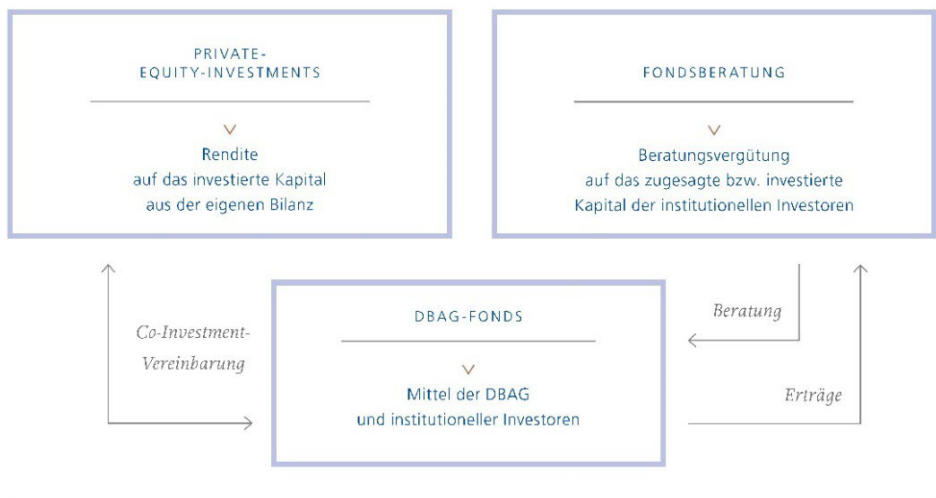 PRIVATE-
EQUITY-INVESTMENTS
Rendite
auf das investierte Kapital
aus der eigenen Bilanz
FONDSBERATUNG
Beratungsvergütung
auf das zugesagte bzw. investierte
Kapital der institutionellen Investoren
Co-Investment-
Vereinbarung
DBAG-FONDS
Mittel der DBAG
und institutioneller Investoren
Beratung
Erträge